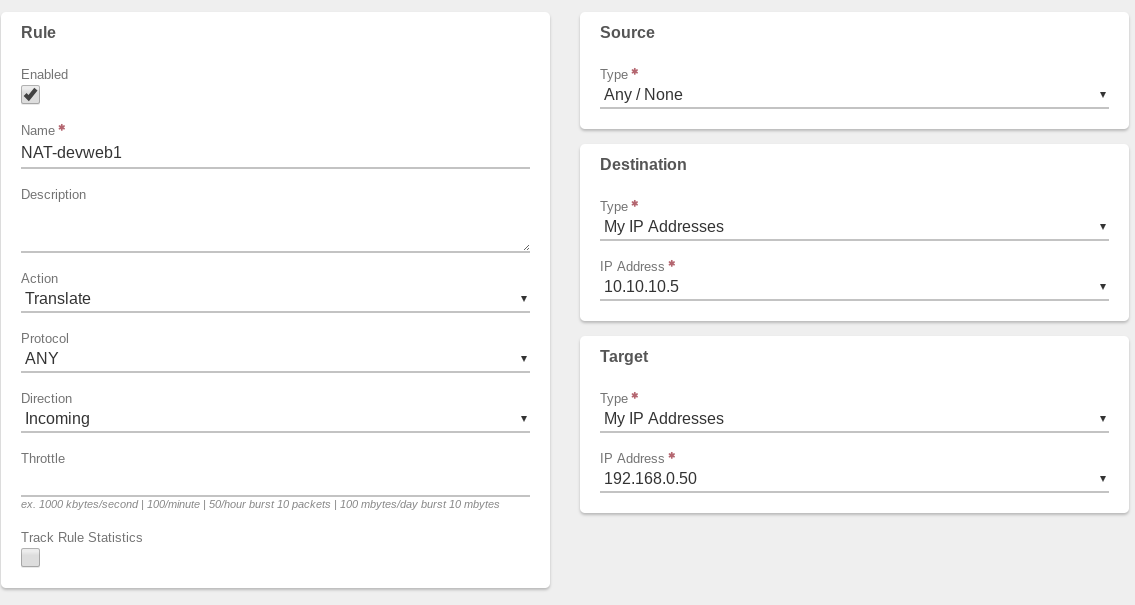 Rule
Enabled
Name *
NAT-devweb1
Description
Action
Translate
Protocol
ANY
Direction
Incoming
Throttle
ex. 1000 kbytes/second | 100/minute | 50/hour burst 10 packets | 100 mbytes/day burst 10 mbytes
Track Rule Statistics
Source
Type *
Any / None
Destination
Type *
My IP Addresses
IP Address *
10.10.10.5
Target
Type *
My IP Addresses
IP Address *
192.168.0.50